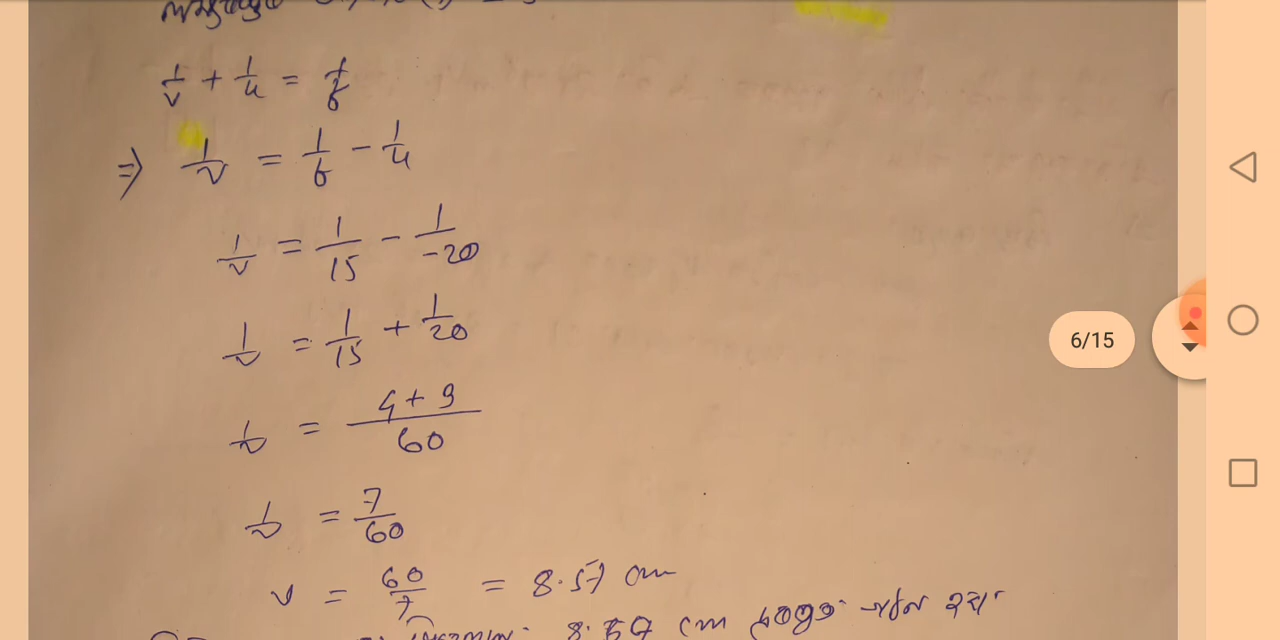 1/v + 1/u = 1/f
⇒ 1/v = 1/f − 1/u
1/v = 1/15 − 1/-20
1/v = 1/15 + 1/20
1/v = 4+3/60
1/v = 7/60
6/15
v = 60/7 = 8.57 cm
8.57 cm